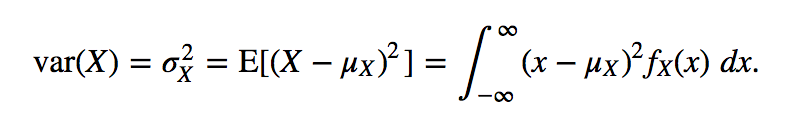 var(X) = σ_X^2 = E[(X − μ_X)^2] = ∫_{−∞}^{∞} (x − μ_X)^2 f_X(x) dx.